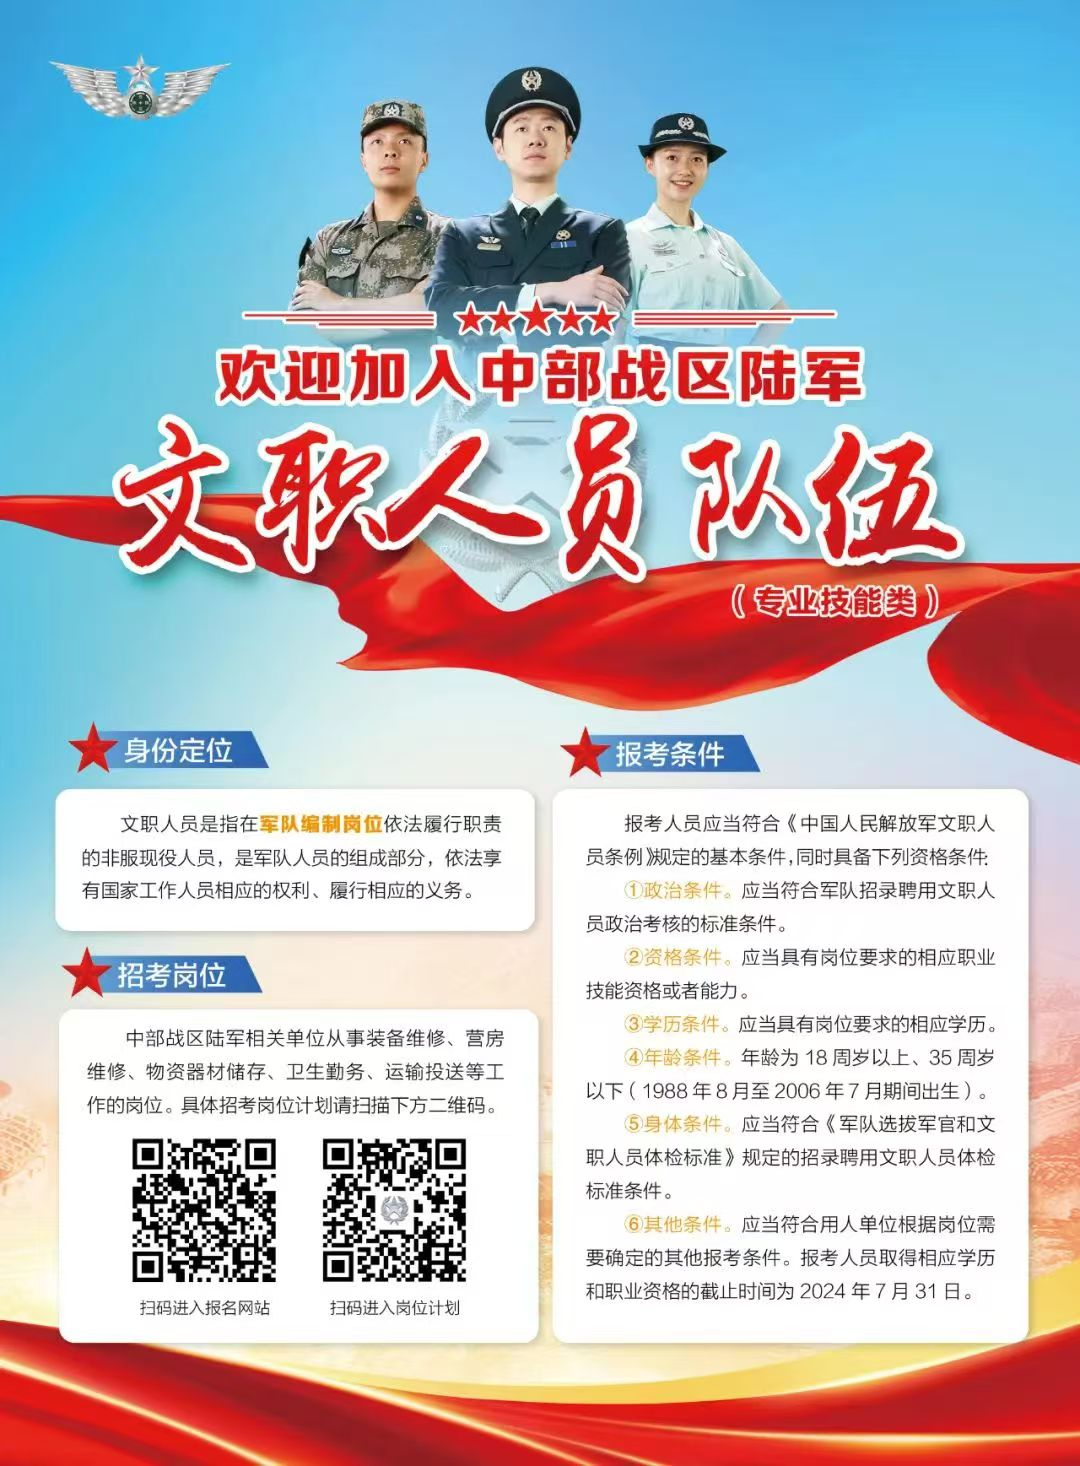 欢迎加入中部战区陆军
文职人员队伍
（专业技能类）
身份定位
文职人员是指在军队编制岗位依法履行职责
的非服现役人员，是军队人员的组成部分，依法享
有国家工作人员相应的权利、履行相应的义务。
招考岗位
中部战区陆军相关单位从事装备维修、营房
维修、物资器材储存、卫生勤务、运输投送等工
作的岗位。具体招考岗位计划请扫描下方二维码。
扫码进入报名网站
扫码进入岗位计划
报考条件
报考人员应当符合《中国人民解放军文职人
员条例》规定的基本条件，同时具备下列资格条件：
①政治条件。应当符合军队招录聘用文职人
员政治考核的标准条件。
②资格条件。应当具有岗位要求的相应职业
技能资格或者能力。
③学历条件。应当具有岗位要求的相应学历。
④年龄条件。年龄为 18 周岁以上、35 周岁
以下（1988 年 8 月至 2006 年 7 月期间出生）。
⑤身体条件。应当符合《军队选拔军官和文
职人员体检标准》规定的招录聘用文职人员体检
标准条件。
⑥其他条件。应当符合用人单位根据岗位需
要确定的其他报考条件。报考人员取得相应学历
和职业资格的截止时间为 2024 年 7 月 31 日。